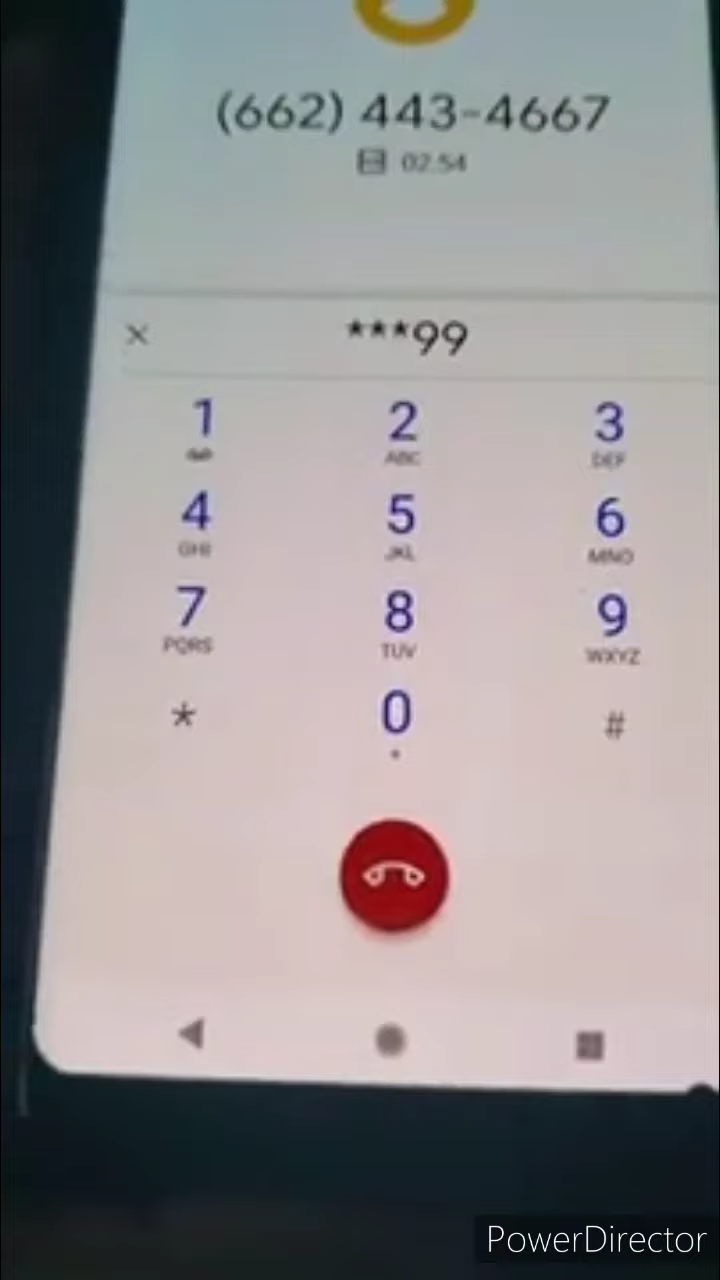 (662) 443-4667
02:54
***99
1
2
ABC
3
DEF
4
GHI
5
JKL
6
MNO
7
PQRS
8
TUV
9
WXYZ
*
0
#
PowerDirector